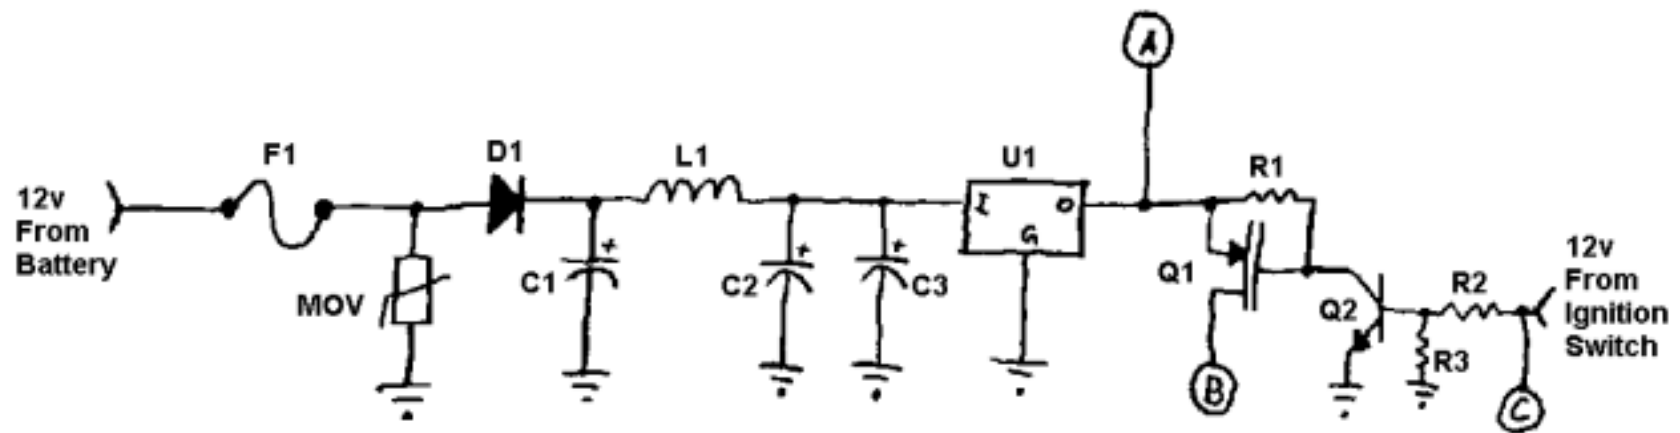 A
F1
D1
L1
U1
R1
12v
From
Battery
I
O
G
+
+
+
MOV
C1
C2
C3
Q1
Q2
R2
R3
12v
From
Ignition
Switch
B
C